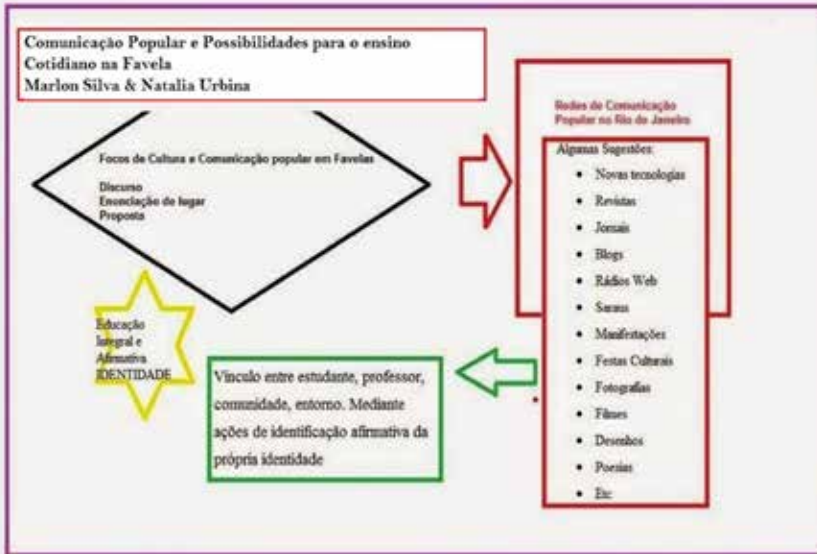 Comunicação Popular e Possibilidades para o ensino
Cotidiano na Favela
Marlon Silva & Natalia Urbina
Focos de Cultura e Comunicação popular em Favelas
Discurso
Enunciação de lugar
Proposta
Redes de Comunicação
Popular no Rio de Janeiro
Algumas Sugestões:
• Novas tecnologias
• Revistas
• Jornais
• Blogs
• Rádios Web
• Saraus
• Manifestações
• Festas Culturais
• Fotografias
• Filmes
• Desenhos
• Poesias
• Etc
Educação
Integral e
Afirmativa
IDENTIDADE
Vínculo entre estudante, professor,
comunidade, entorno. Mediante
ações de identificação afirmativa da
própria identidade